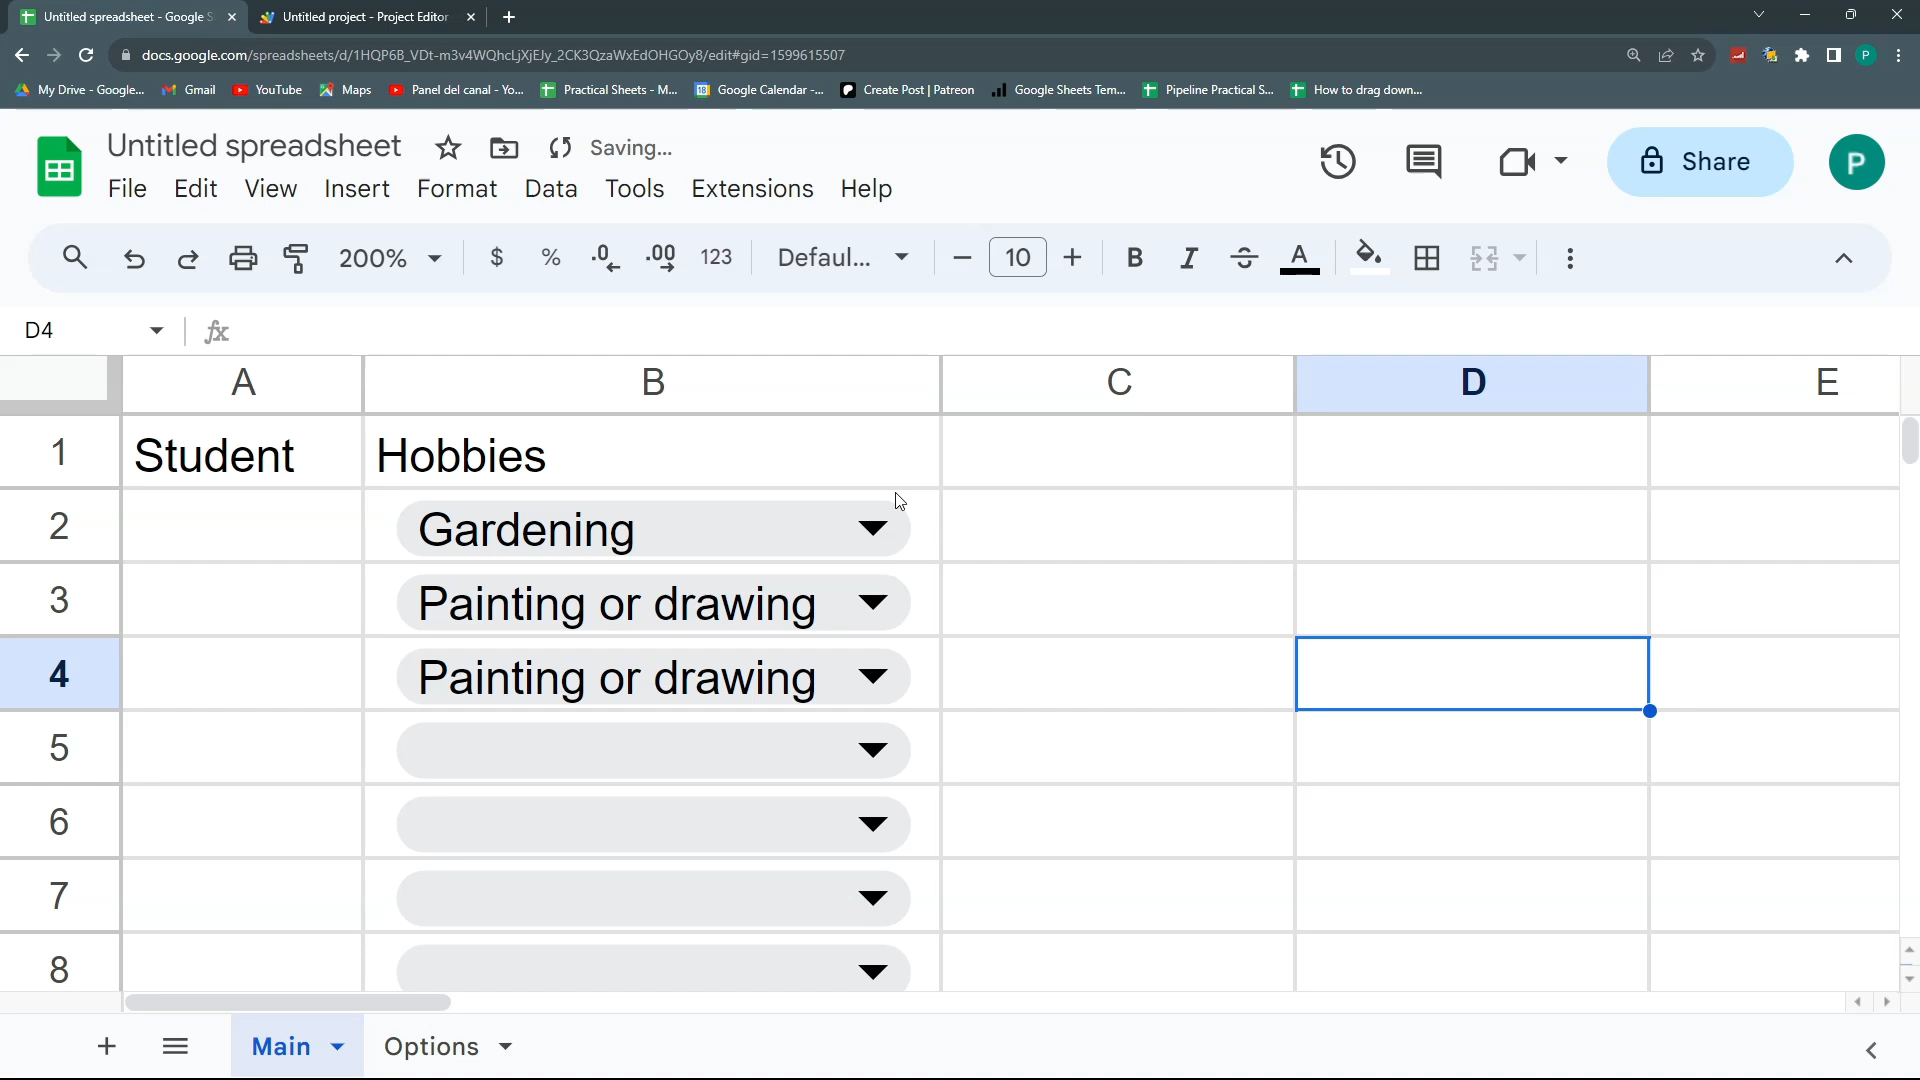 Untitled spreadsheet - Google S
Untitled project - Project Editor
docs.google.com/spreadsheets/d/1HQP6B_VDt-m3v4WQhcLjXjEJy_2CK3QzaWxEdOHGOy8/edit#gid=1599615507
P
My Drive - Google...
Gmail
YouTube
Maps
Panel del canal - Yo...
Practical Sheets - M...
Google Calendar -...
Create Post | Patreon
Google Sheets Tem...
Pipeline Practical S...
How to drag down...
Untitled spreadsheet
Saving...
Share
P
File Edit View Insert Format Data Tools Extensions Help
200% $ % .0 .00 123 Defaul... 10 B I A
D4
fx
A B C D E
1 Student Hobbies
2 Gardening
3 Painting or drawing
4 Painting or drawing
5
6
7
8
Main Options